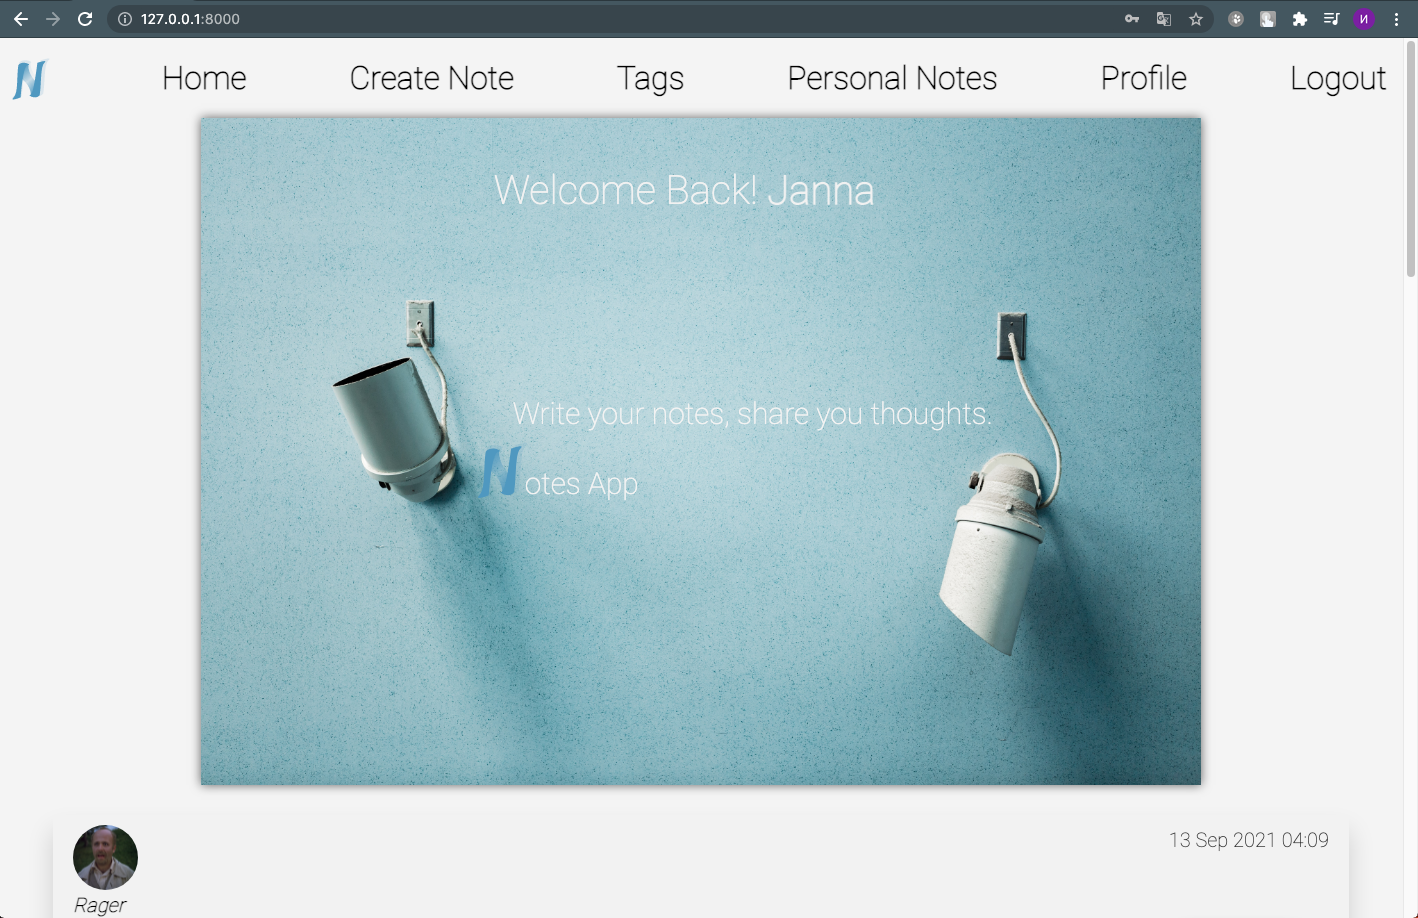 127.0.0.1:8000
И
N
Home Create Note Tags Personal Notes Profile Logout
Welcome Back! Janna
Write your notes, share you thoughts.
Notes App
13 Sep 2021 04:09
Rager